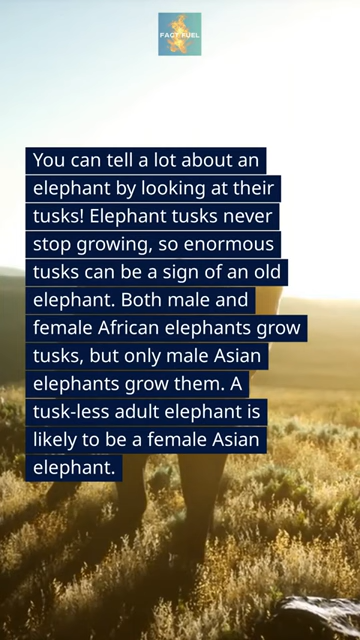 FACT FUEL
You can tell a lot about an
elephant by looking at their
tusks! Elephant tusks never
stop growing, so enormous
tusks can be a sign of an old
elephant. Both male and
female African elephants grow
tusks, but only male Asian
elephants grow them. A
tusk-less adult elephant is
likely to be a female Asian
elephant.